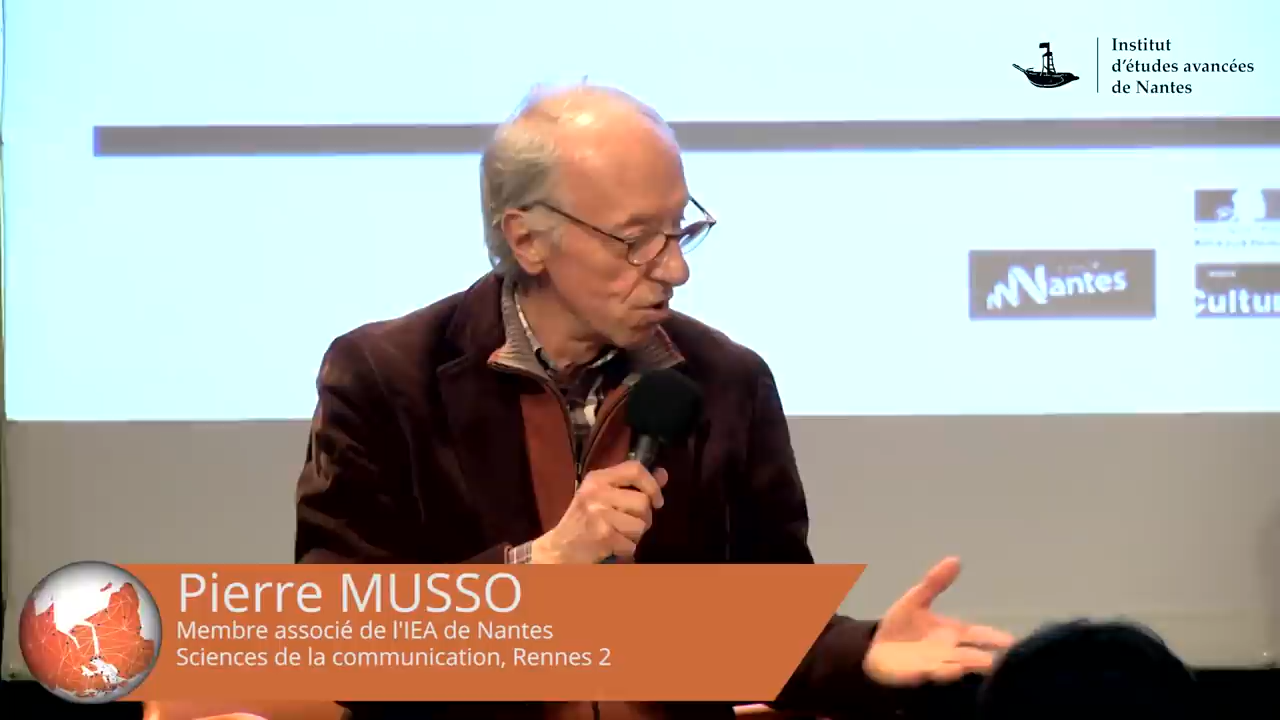 Institut
d'études avancées
de Nantes
Nantes
Cultu
Pierre MUSSO
Membre associé de l'IEA de Nantes
Sciences de la communication, Rennes 2